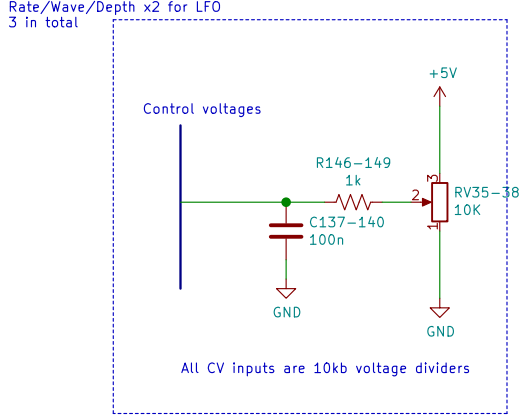 Rate/Wave/Depth x2 for LFO
3 in total
+5V
Control voltages
R146-149
1k
3
2
RV35-38
10K
C137-140
100n
1
GND
GND
All CV inputs are 10kb voltage dividers